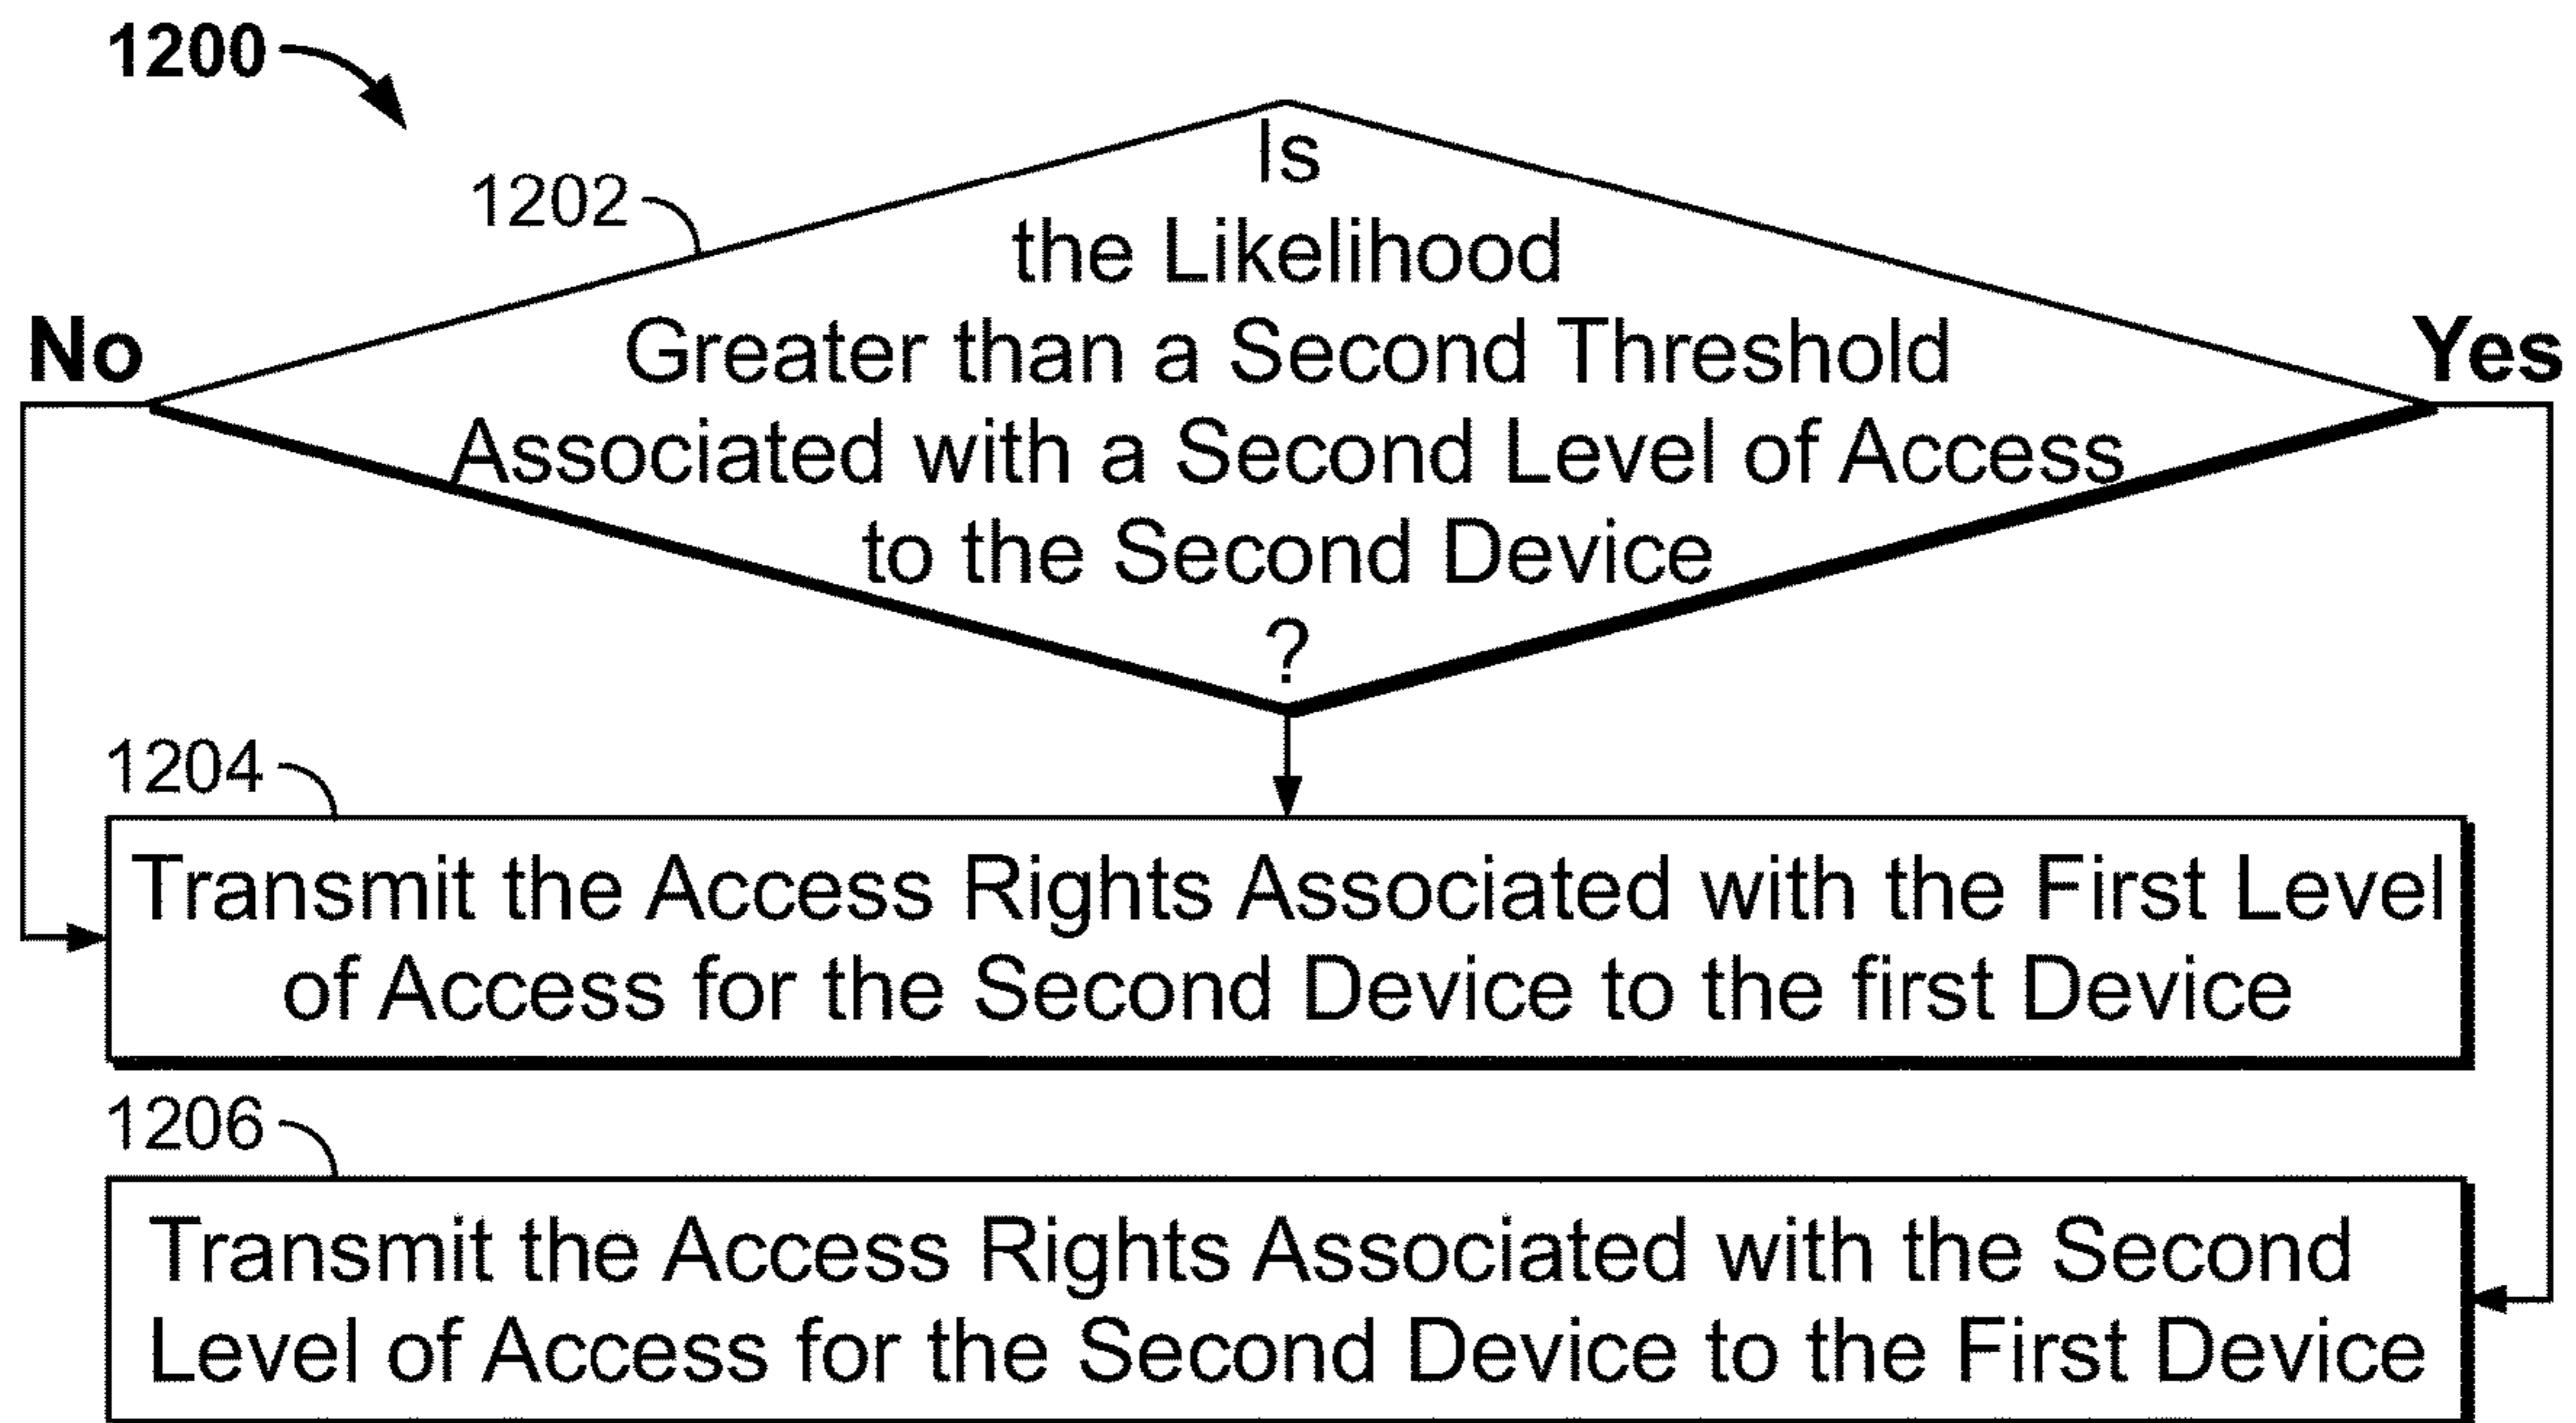 1200
1202
Is
the Likelihood
Greater than a Second Threshold
Associated with a Second Level of Access
to the Second Device
?
No
Yes
1204
Transmit the Access Rights Associated with the First Level
of Access for the Second Device to the first Device
1206
Transmit the Access Rights Associated with the Second
Level of Access for the Second Device to the First Device